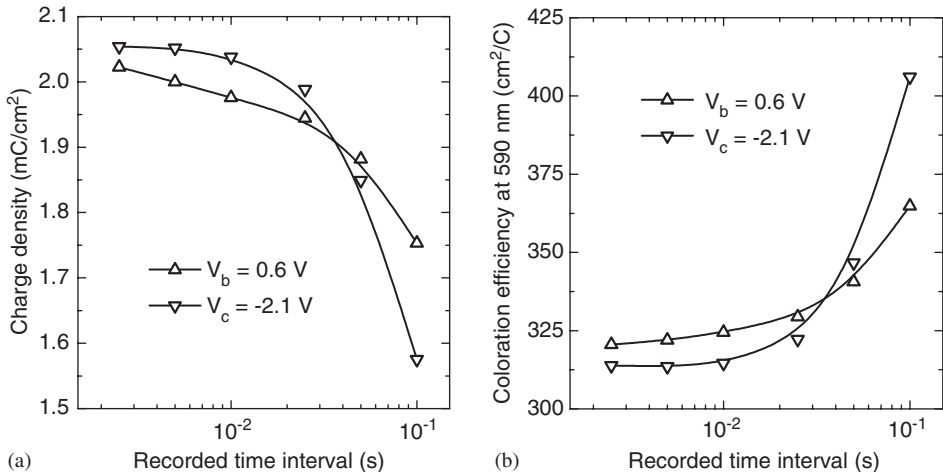 Charge density (mC/cm²)
2.1
2.0
1.9
1.8
1.7
1.6
1.5
V_b = 0.6 V
V_c = -2.1 V
10⁻²
10⁻¹
(a)
Recorded time interval (s)
Coloration efficiency at 590 nm (cm²/C)
425
400
375
350
325
300
V_b = 0.6 V
V_c = -2.1 V
10⁻²
10⁻¹
(b)
Recorded time interval (s)